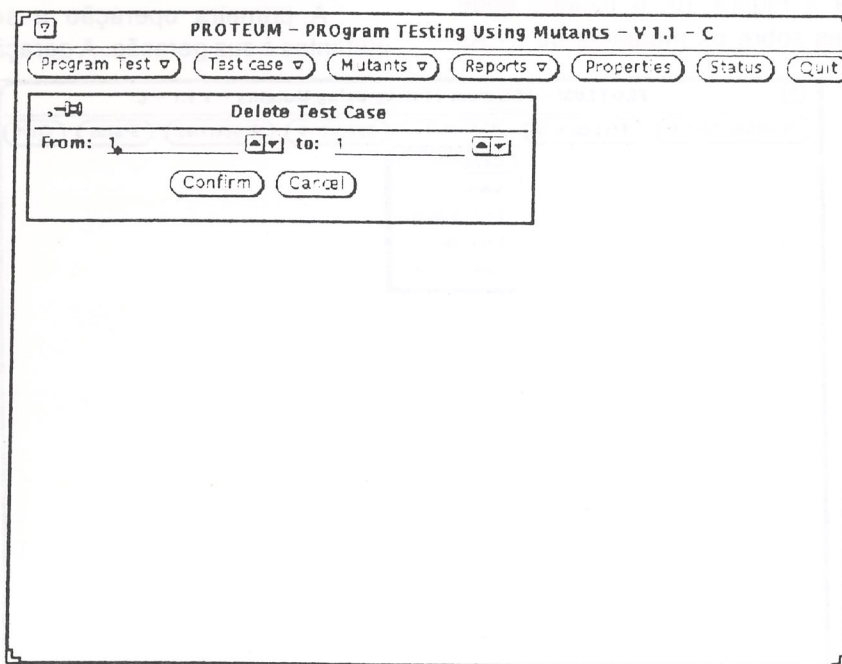 PROTEUM – PROgram TEsting Using Mutants – V 1.1 – C
Program Test Test case Mutants Reports Properties Status Quit
Delete Test Case
From: 1 to: 1
Confirm Cancel